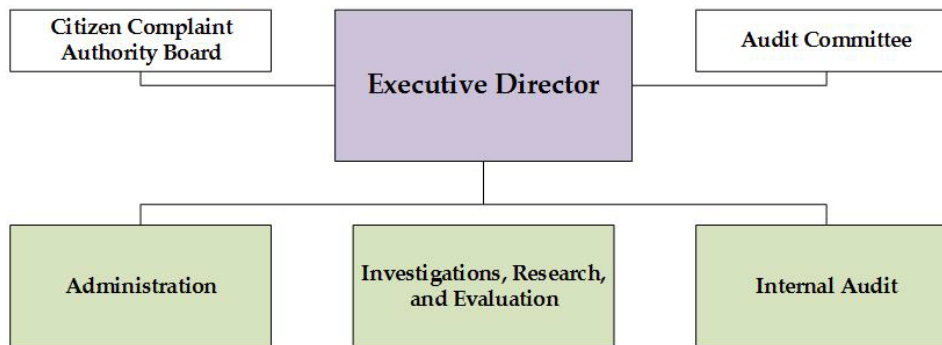 Citizen Complaint
Authority Board
Executive Director
Audit Committee
Administration
Investigations, Research,
and Evaluation
Internal Audit